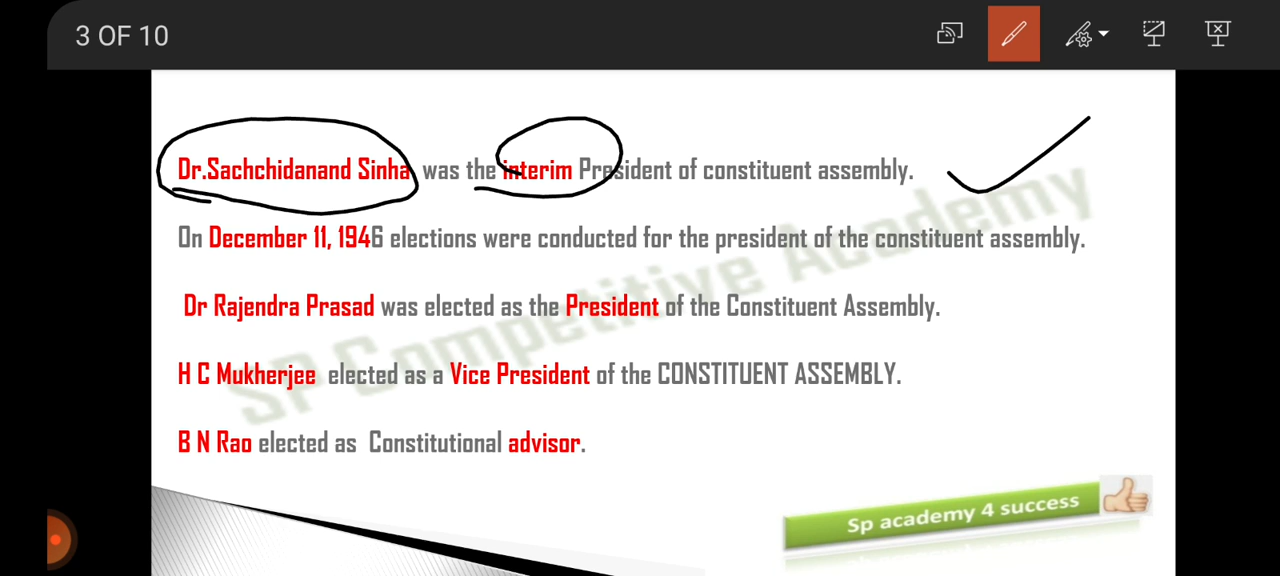 3 OF 10
Dr.Sachchidanand Sinha was the interim President of constituent assembly.
On December 11, 1946 elections were conducted for the president of the constituent assembly.
Dr Rajendra Prasad was elected as the President of the Constituent Assembly.
H C Mukherjee elected as a Vice President of the CONSTITUENT ASSEMBLY.
B N Rao elected as Constitutional advisor.
SP Competitive Academy
Sp academy 4 success